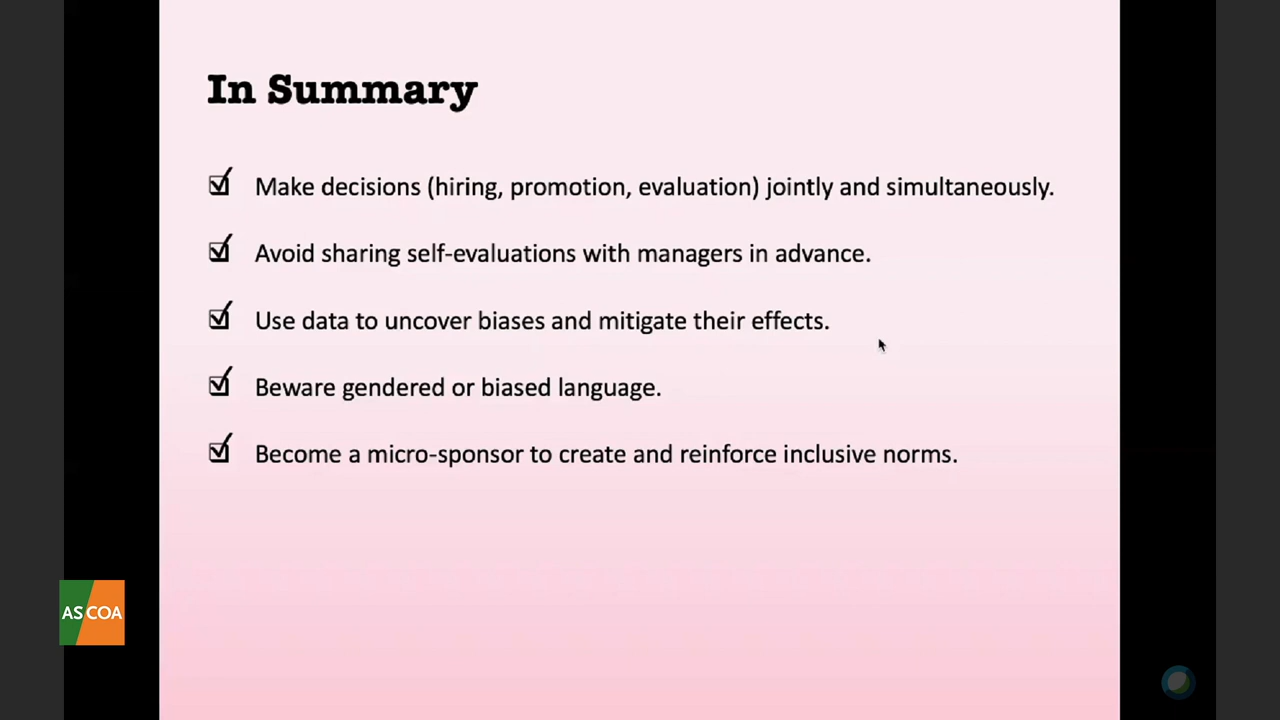 In Summary
Make decisions (hiring, promotion, evaluation) jointly and simultaneously.
Avoid sharing self-evaluations with managers in advance.
Use data to uncover biases and mitigate their effects.
Beware gendered or biased language.
Become a micro-sponsor to create and reinforce inclusive norms.
AS COA